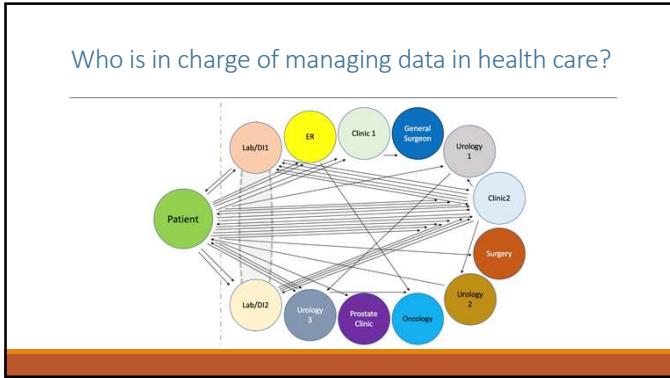 Who is in charge of managing data in health care?
Lab/DI1
ER
Clinic 1
General
Surgeon
Urology
1
Clinic2
Patient
Surgery
Lab/DI2
Urology
3
Prostate
Clinic
Oncology
Urology
2